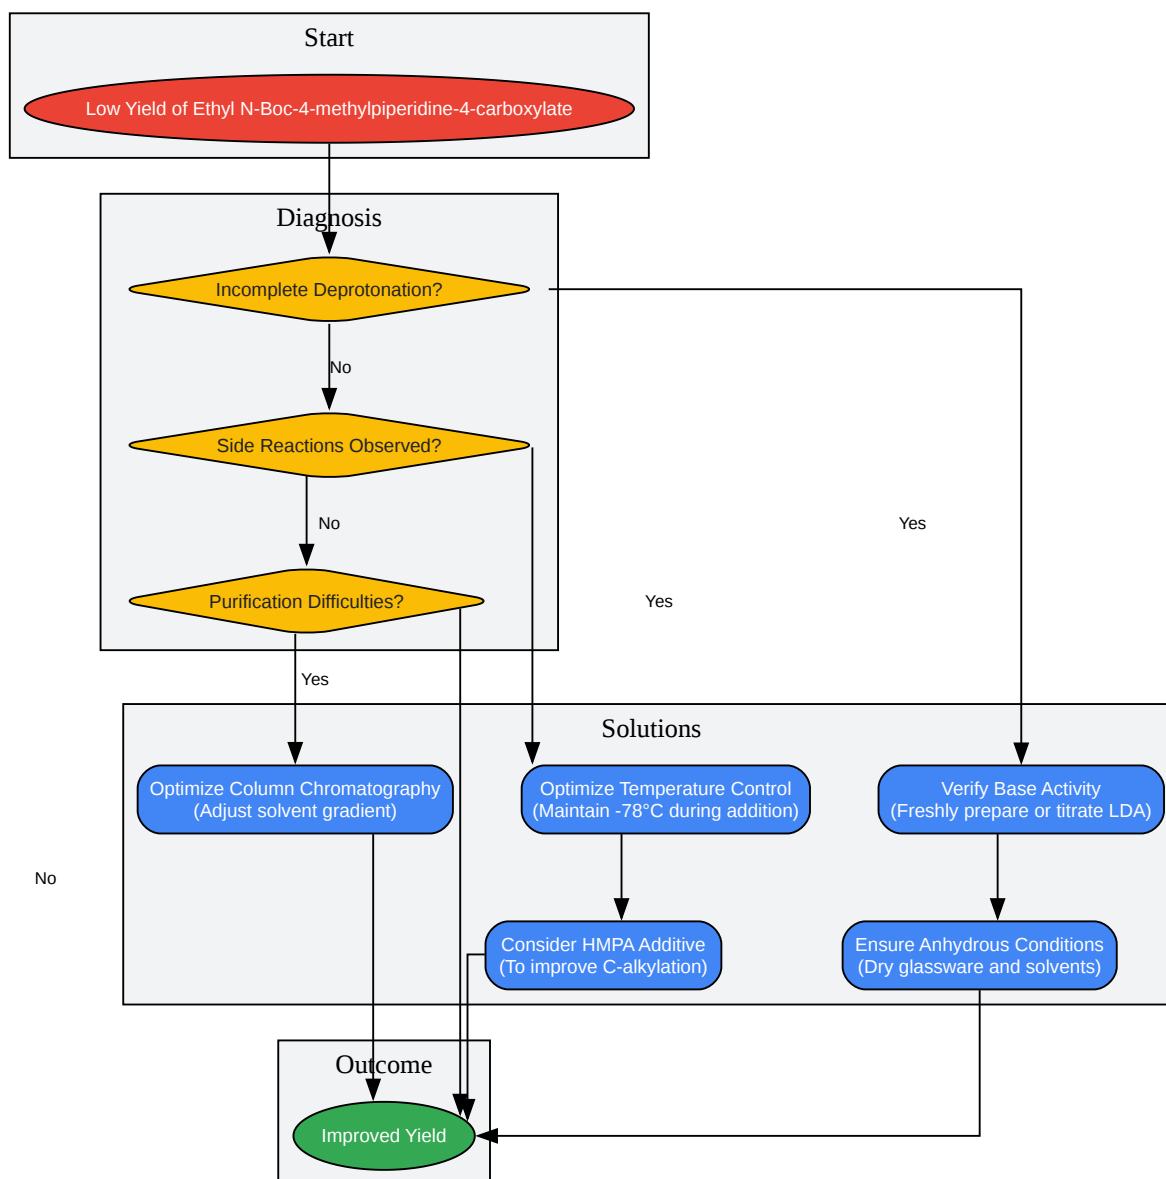 Start
Low Yield of Ethyl N-Boc-4-methylpiperidine-4-carboxylate
Diagnosis
Incomplete Deprotonation?
No
Side Reactions Observed?
No
Yes
Purification Difficulties?
Yes
Yes
Solutions
Optimize Column Chromatography
(Adjust solvent gradient)
Optimize Temperature Control
(Maintain -78°C during addition)
Verify Base Activity
(Freshly prepare or titrate LDA)
No
Consider HMPA Additive
(To improve C-alkylation)
Ensure Anhydrous Conditions
(Dry glassware and solvents)
Outcome
Improved Yield